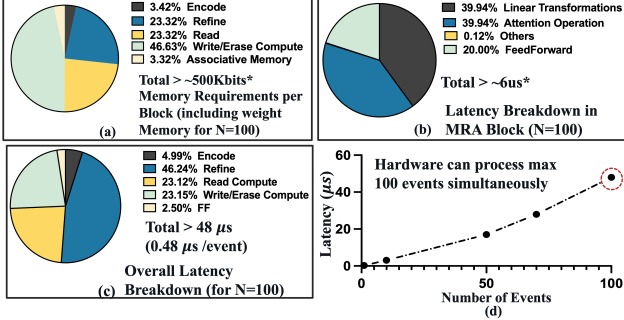 3.42% Encode
23.32% Refine
23.32% Read
46.63% Write/Erase Compute
3.32% Associative Memory
Total > ~500Kbits*
Memory Requirements per
Block (including weight
Memory for N=100)
(a)
39.94% Linear Transformations
39.94% Attention Operation
0.12% Others
20.00% FeedForward
Total > ~6us*
Latency Breakdown in
MRA Block (N=100)
(b)
4.99% Encode
46.24% Refine
23.12% Read Compute
23.15% Write/Erase Compute
2.50% FF
Total > 48 µs
(0.48 µs /event)
Overall Latency
Breakdown (for N=100)
(c)
Hardware can process max
100 events simultaneously
Latency (µs)
60
40
20
0
0
50
100
Number of Events
(d)